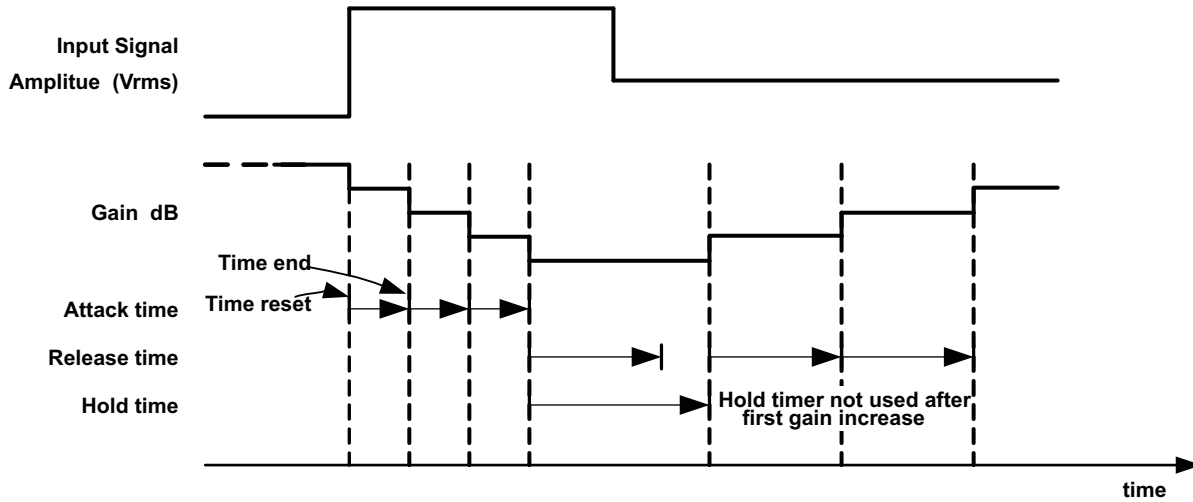 Input Signal
Amplitue (Vrms)
Gain dB
Time end
Time reset
Attack time
Release time
Hold time
Hold timer not used after
first gain increase
time